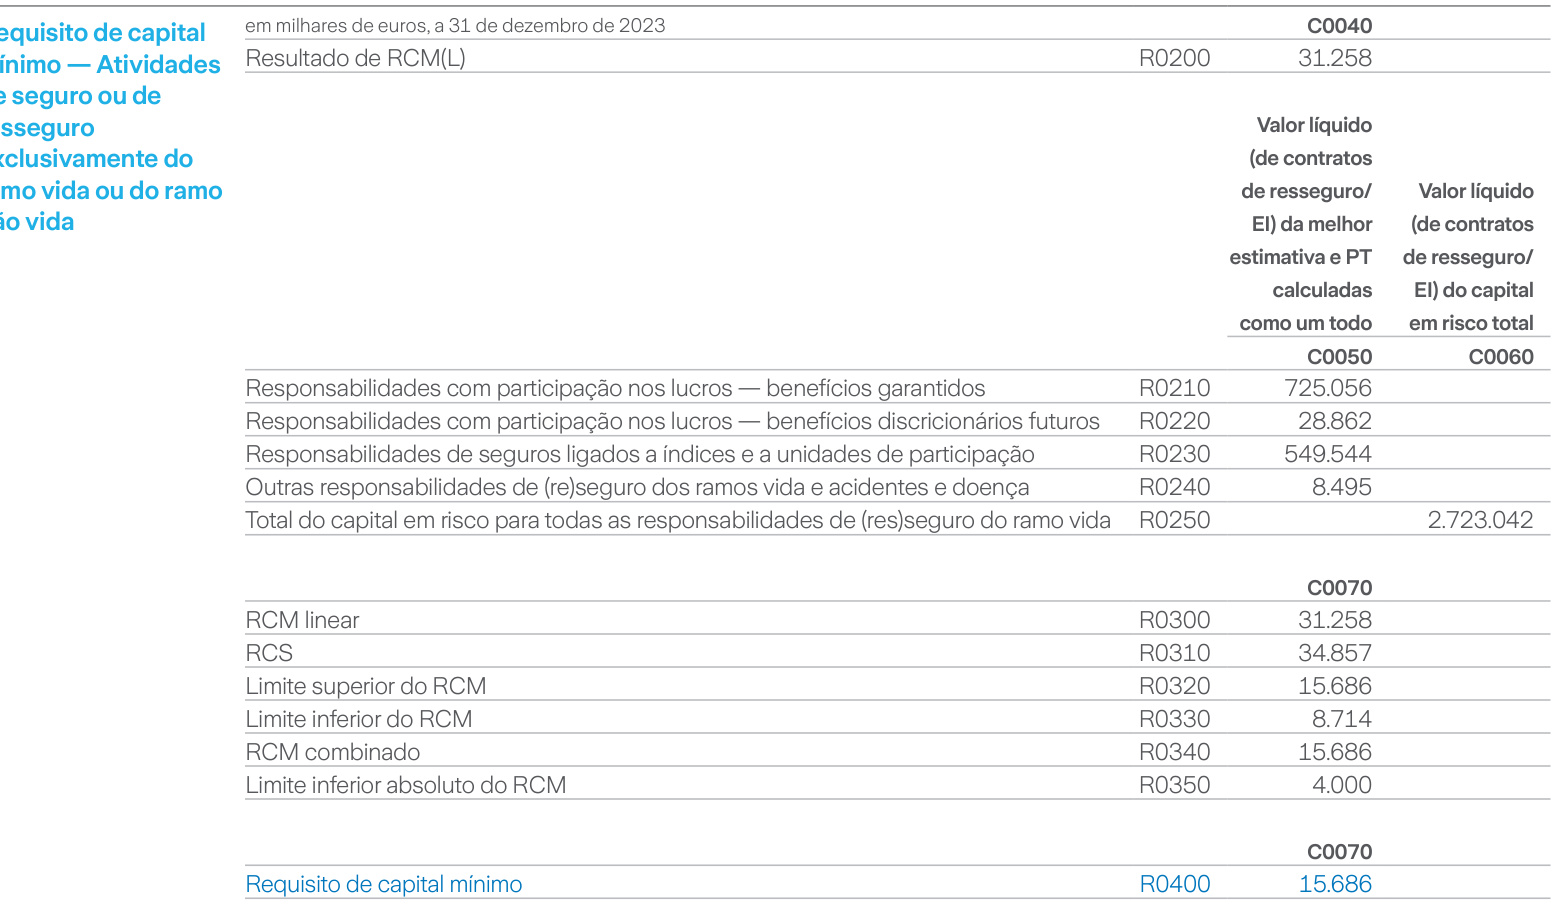 equisito de capital
ínimo — Atividades
e seguro ou de
sseguro
xclusivamente do
mo vida ou do ramo
ão vida
em milhares de euros, a 31 de dezembro de 2023 C0040
Resultado de RCM(L) R0200 31.258
Valor líquido
(de contratos
de resseguro/
EI) da melhor
estimativa e PT
calculadas
como um todo
Valor líquido
(de contratos
de resseguro/
EI) do capital
em risco total
C0050 C0060
Responsabilidades com participação nos lucros — benefícios garantidos R0210 725.056
Responsabilidades com participação nos lucros — benefícios discricionários futuros R0220 28.862
Responsabilidades de seguros ligados a índices e a unidades de participação R0230 549.544
Outras responsabilidades de (re)seguro dos ramos vida e acidentes e doença R0240 8.495
Total do capital em risco para todas as responsabilidades de (res)seguro do ramo vida R0250 2.723.042
C0070
RCM linear R0300 31.258
RCS R0310 34.857
Limite superior do RCM R0320 15.686
Limite inferior do RCM R0330 8.714
RCM combinado R0340 15.686
Limite inferior absoluto do RCM R0350 4.000
C0070
Requisito de capital mínimo R0400 15.686